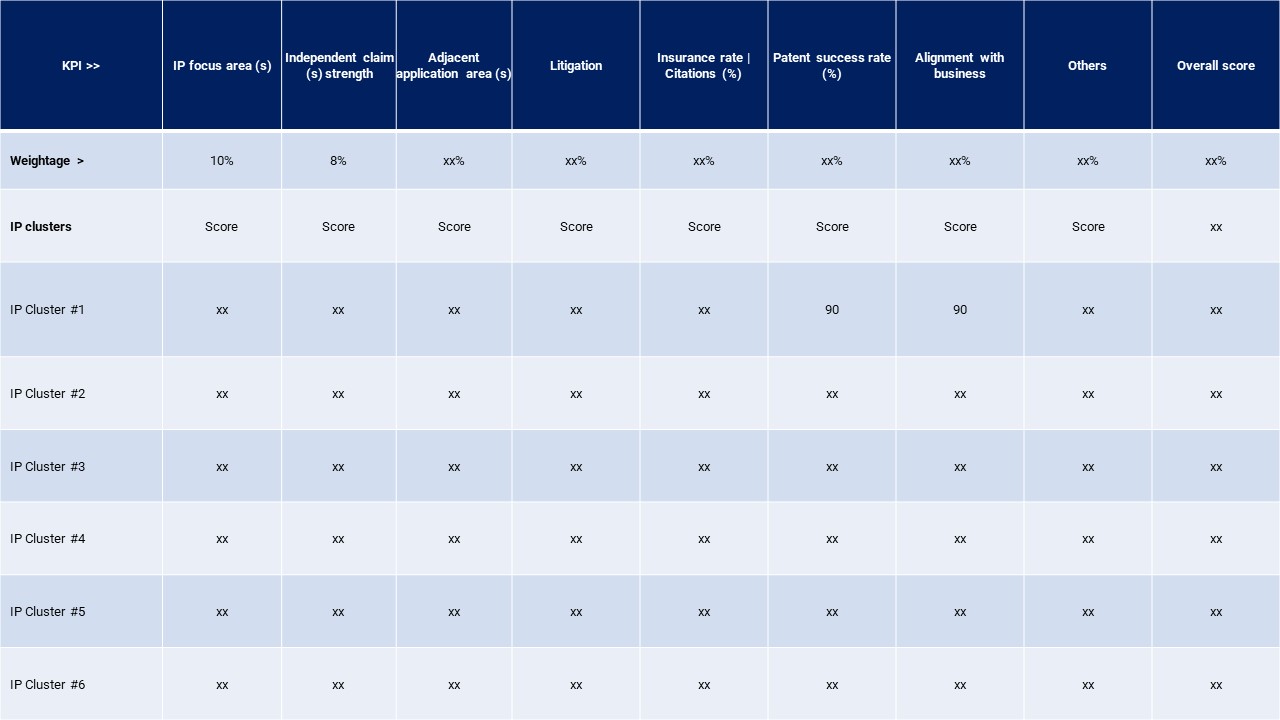 KPI >> IP focus area (s) Independent claim (s) strength Adjacent application area (s) Litigation Insurance rate | Citations (%) Patent success rate (%) Alignment with business Others Overall score
Weightage > 10% 8% xx% xx% xx% xx% xx% xx% xx%
IP clusters Score Score Score Score Score Score Score Score xx
IP Cluster #1 xx xx xx xx xx 90 90 xx xx
IP Cluster #2 xx xx xx xx xx xx xx xx xx
IP Cluster #3 xx xx xx xx xx xx xx xx xx
IP Cluster #4 xx xx xx xx xx xx xx xx xx
IP Cluster #5 xx xx xx xx xx xx xx xx xx
IP Cluster #6 xx xx xx xx xx xx xx xx xx